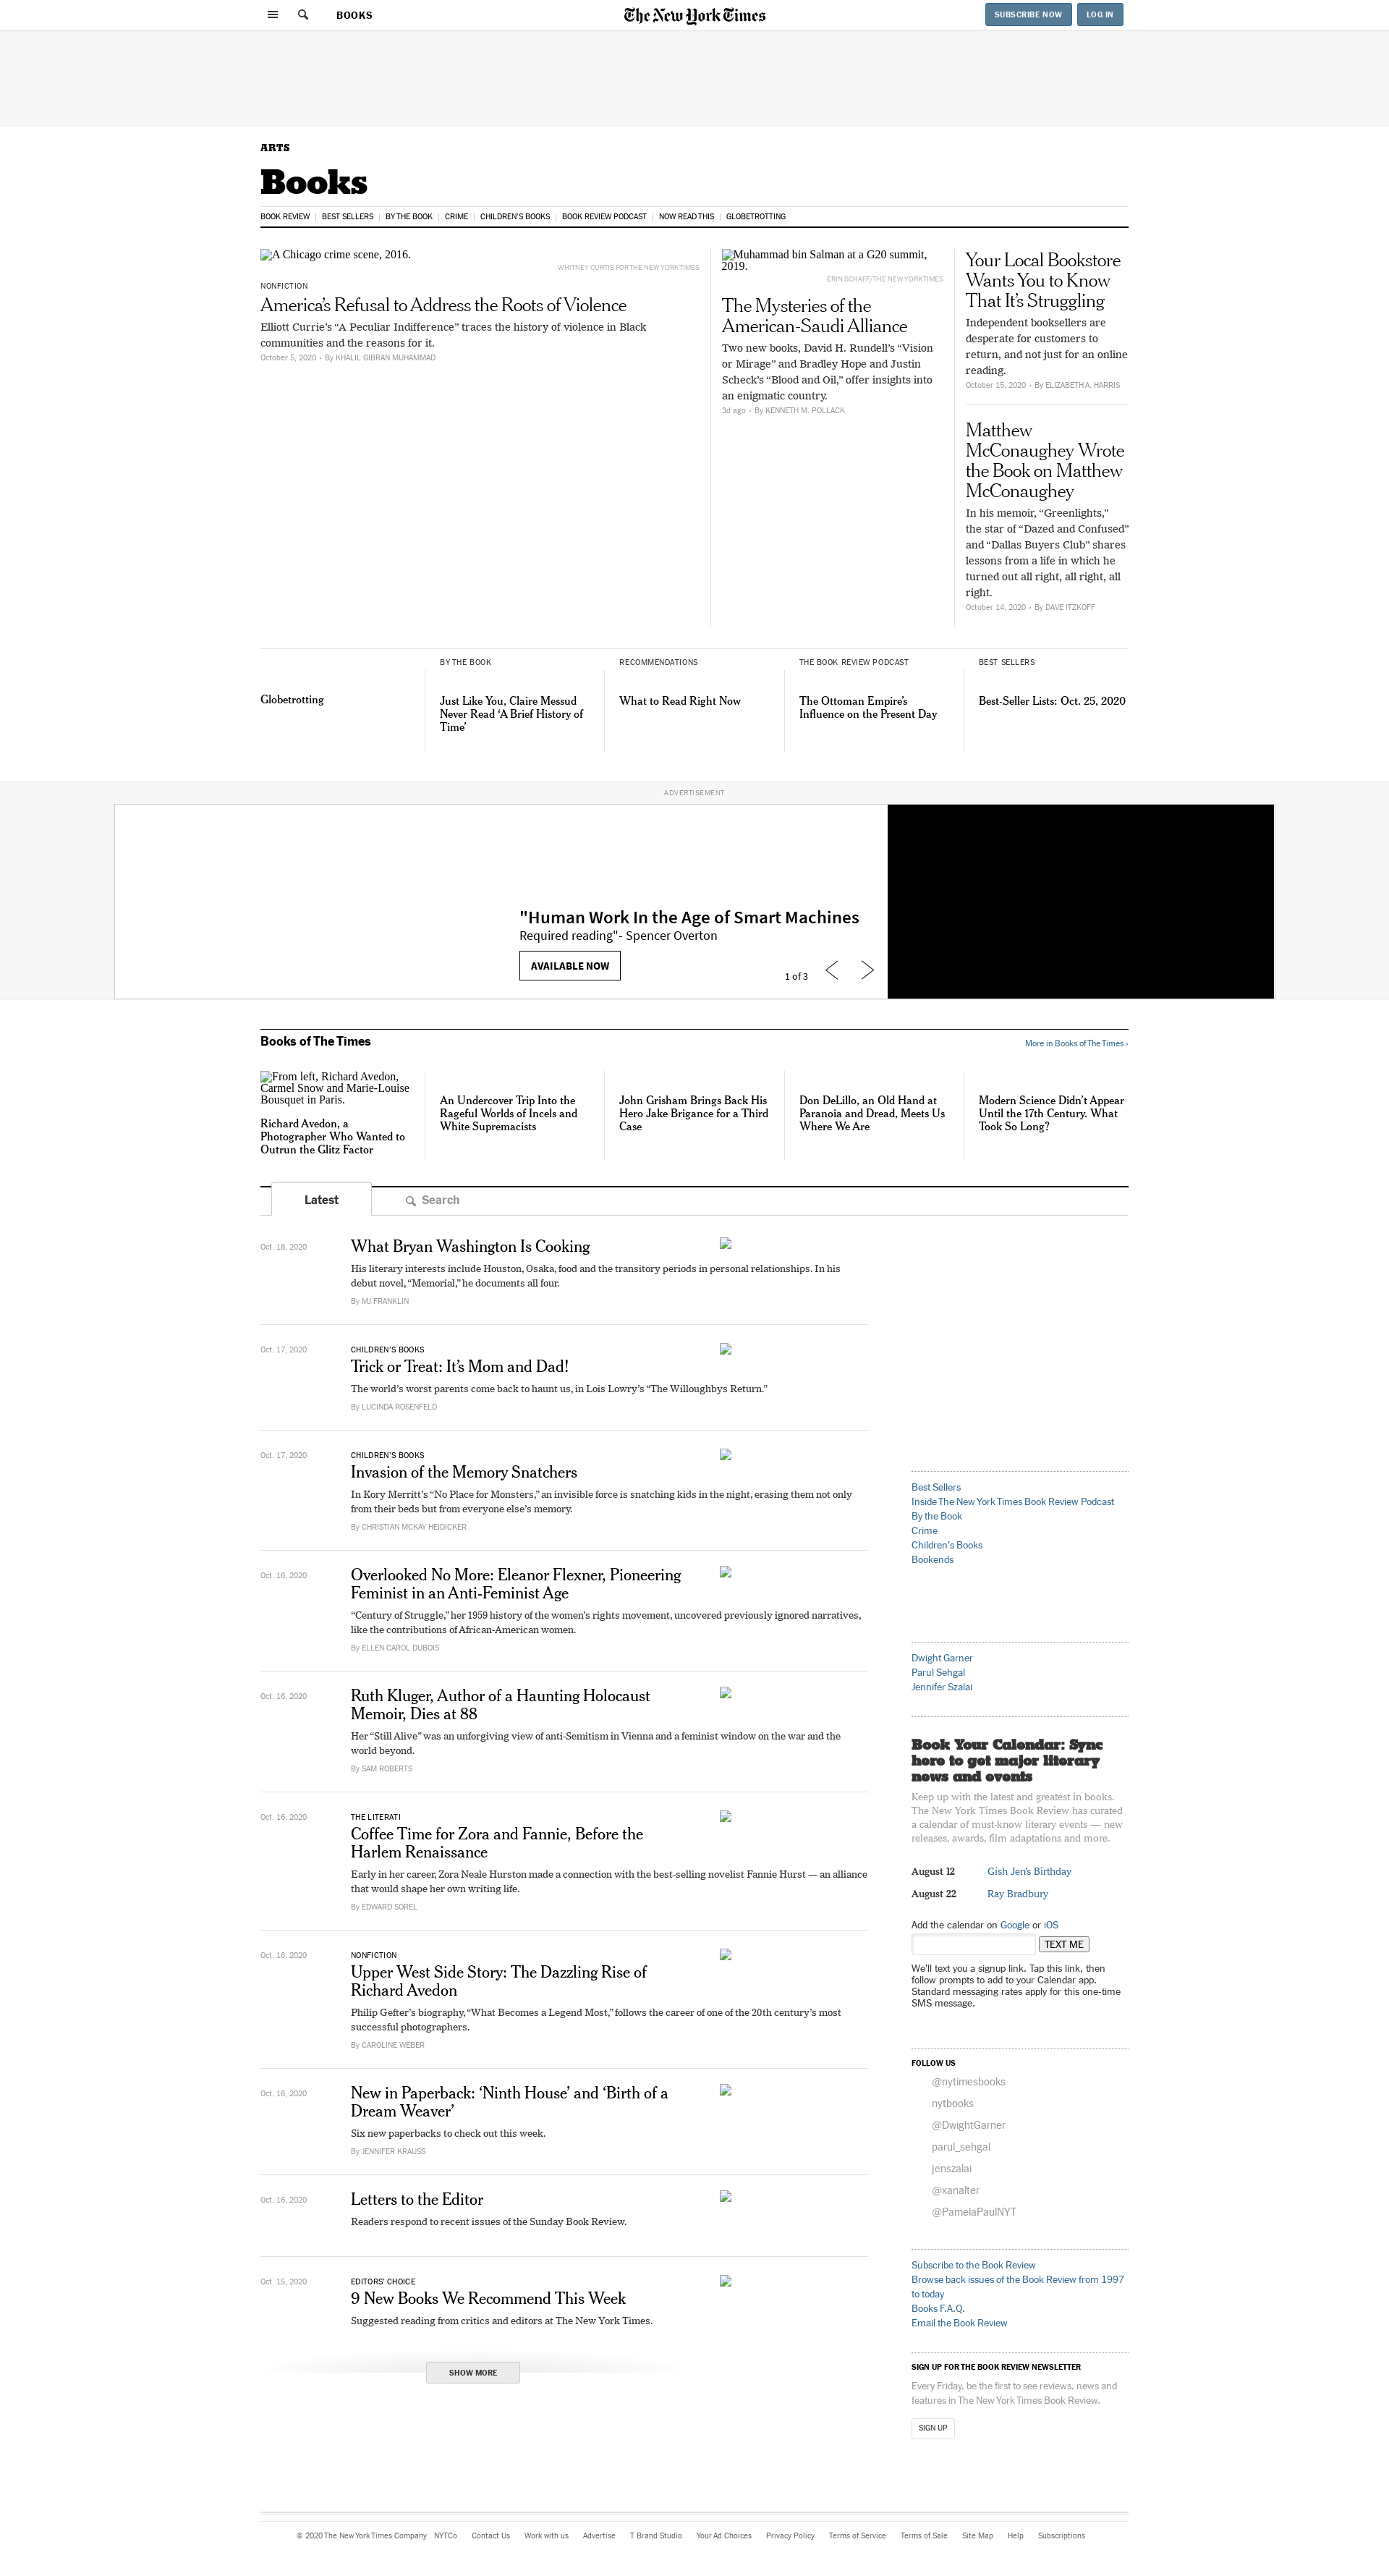 BOOKS
The New York Times
SUBSCRIBE NOW
LOG IN
ARTS
Books
BOOK REVIEW
BEST SELLERS
BY THE BOOK
CRIME
CHILDREN'S BOOKS
BOOK REVIEW PODCAST
NOW READ THIS
GLOBETROTTING
A Chicago crime scene, 2016.
WHITNEY CURTIS FOR THE NEW YORK TIMES
NONFICTION
America’s Refusal to Address the Roots of Violence
Elliott Currie’s “A Peculiar Indifference” traces the history of violence in Black
communities and the reasons for it.
October 5, 2020 • By KHALIL GIBRAN MUHAMMAD
Muhammad bin Salman at a G20 summit,
2019.
ERIN SCHAFF/THE NEW YORK TIMES
The Mysteries of the
American-Saudi Alliance
Two new books, David H. Rundell’s “Vision
or Mirage” and Bradley Hope and Justin
Scheck’s “Blood and Oil,” offer insights into
an enigmatic country.
3d ago • By KENNETH M. POLLACK
Your Local Bookstore
Wants You to Know
That It’s Struggling
Independent booksellers are
desperate for customers to
return, and not just for an online
reading.
October 15, 2020 • By ELIZABETH A. HARRIS
Matthew
McConaughey Wrote
the Book on Matthew
McConaughey
In his memoir, “Greenlights,”
the star of “Dazed and Confused”
and “Dallas Buyers Club” shares
lessons from a life in which he
turned out all right, all right, all
right.
October 14, 2020 • By DAVE ITZKOFF
Globetrotting
BY THE BOOK
Just Like You, Claire Messud
Never Read ‘A Brief History of
Time’
RECOMMENDATIONS
What to Read Right Now
THE BOOK REVIEW PODCAST
The Ottoman Empire’s
Influence on the Present Day
BEST SELLERS
Best-Seller Lists: Oct. 25, 2020
ADVERTISEMENT
"Human Work In the Age of Smart Machines
Required reading"- Spencer Overton
AVAILABLE NOW
1 of 3
Books of The Times
More in Books of The Times ›
From left, Richard Avedon,
Carmel Snow and Marie-Louise
Bousquet in Paris.
Richard Avedon, a
Photographer Who Wanted to
Outrun the Glitz Factor
An Undercover Trip Into the
Rageful Worlds of Incels and
White Supremacists
John Grisham Brings Back His
Hero Jake Brigance for a Third
Case
Don DeLillo, an Old Hand at
Paranoia and Dread, Meets Us
Where We Are
Modern Science Didn’t Appear
Until the 17th Century. What
Took So Long?
Latest
Search
Oct. 18, 2020
What Bryan Washington Is Cooking
His literary interests include Houston, Osaka, food and the transitory periods in personal relationships. In his
debut novel, “Memorial,” he documents all four.
By MJ FRANKLIN
Oct. 17, 2020
CHILDREN’S BOOKS
Trick or Treat: It’s Mom and Dad!
The world’s worst parents come back to haunt us, in Lois Lowry’s “The Willoughbys Return.”
By LUCINDA ROSENFELD
Oct. 17, 2020
CHILDREN’S BOOKS
Invasion of the Memory Snatchers
In Kory Merritt’s “No Place for Monsters,” an invisible force is snatching kids in the night, erasing them not only
from their beds but from everyone else’s memory.
By CHRISTIAN MCKAY HEIDICKER
Oct. 16, 2020
Overlooked No More: Eleanor Flexner, Pioneering
Feminist in an Anti-Feminist Age
“Century of Struggle,” her 1959 history of the women’s rights movement, uncovered previously ignored narratives,
like the contributions of African-American women.
By ELLEN CAROL DUBOIS
Oct. 16, 2020
Ruth Kluger, Author of a Haunting Holocaust
Memoir, Dies at 88
Her “Still Alive” was an unforgiving view of anti-Semitism in Vienna and a feminist window on the war and the
world beyond.
By SAM ROBERTS
Oct. 16, 2020
THE LITERATI
Coffee Time for Zora and Fannie, Before the
Harlem Renaissance
Early in her career, Zora Neale Hurston made a connection with the best-selling novelist Fannie Hurst — an alliance
that would shape her own writing life.
By EDWARD SOREL
Oct. 16, 2020
NONFICTION
Upper West Side Story: The Dazzling Rise of
Richard Avedon
Philip Gefter’s biography, “What Becomes a Legend Most,” follows the career of one of the 20th century’s most
successful photographers.
By CAROLINE WEBER
Oct. 16, 2020
New in Paperback: ‘Ninth House’ and ‘Birth of a
Dream Weaver’
Six new paperbacks to check out this week.
By JENNIFER KRAUSS
Oct. 16, 2020
Letters to the Editor
Readers respond to recent issues of the Sunday Book Review.
Oct. 15, 2020
EDITORS’ CHOICE
9 New Books We Recommend This Week
Suggested reading from critics and editors at The New York Times.
SHOW MORE
Best Sellers
Inside The New York Times Book Review Podcast
By the Book
Crime
Children's Books
Bookends
Dwight Garner
Parul Sehgal
Jennifer Szalai
Book Your Calendar: Sync
here to get major literary
news and events
Keep up with the latest and greatest in books.
The New York Times Book Review has curated
a calendar of must-know literary events — new
releases, awards, film adaptations and more.
August 12 Gish Jen’s Birthday
August 22 Ray Bradbury
Add the calendar on Google or iOS
TEXT ME
We’ll text you a signup link. Tap this link, then
follow prompts to add to your Calendar app.
Standard messaging rates apply for this one-time
SMS message.
FOLLOW US
@nytimesbooks
nytbooks
@DwightGarner
parul_sehgal
jenszalai
@xanalter
@PamelaPaulNYT
Subscribe to the Book Review
Browse back issues of the Book Review from 1997
to today
Books F.A.Q.
Email the Book Review
SIGN UP FOR THE BOOK REVIEW NEWSLETTER
Every Friday, be the first to see reviews, news and
features in The New York Times Book Review.
SIGN UP
© 2020 The New York Times Company NYTCo Contact Us Work with us Advertise T Brand Studio Your Ad Choices Privacy Policy Terms of Service Terms of Sale Site Map Help Subscriptions